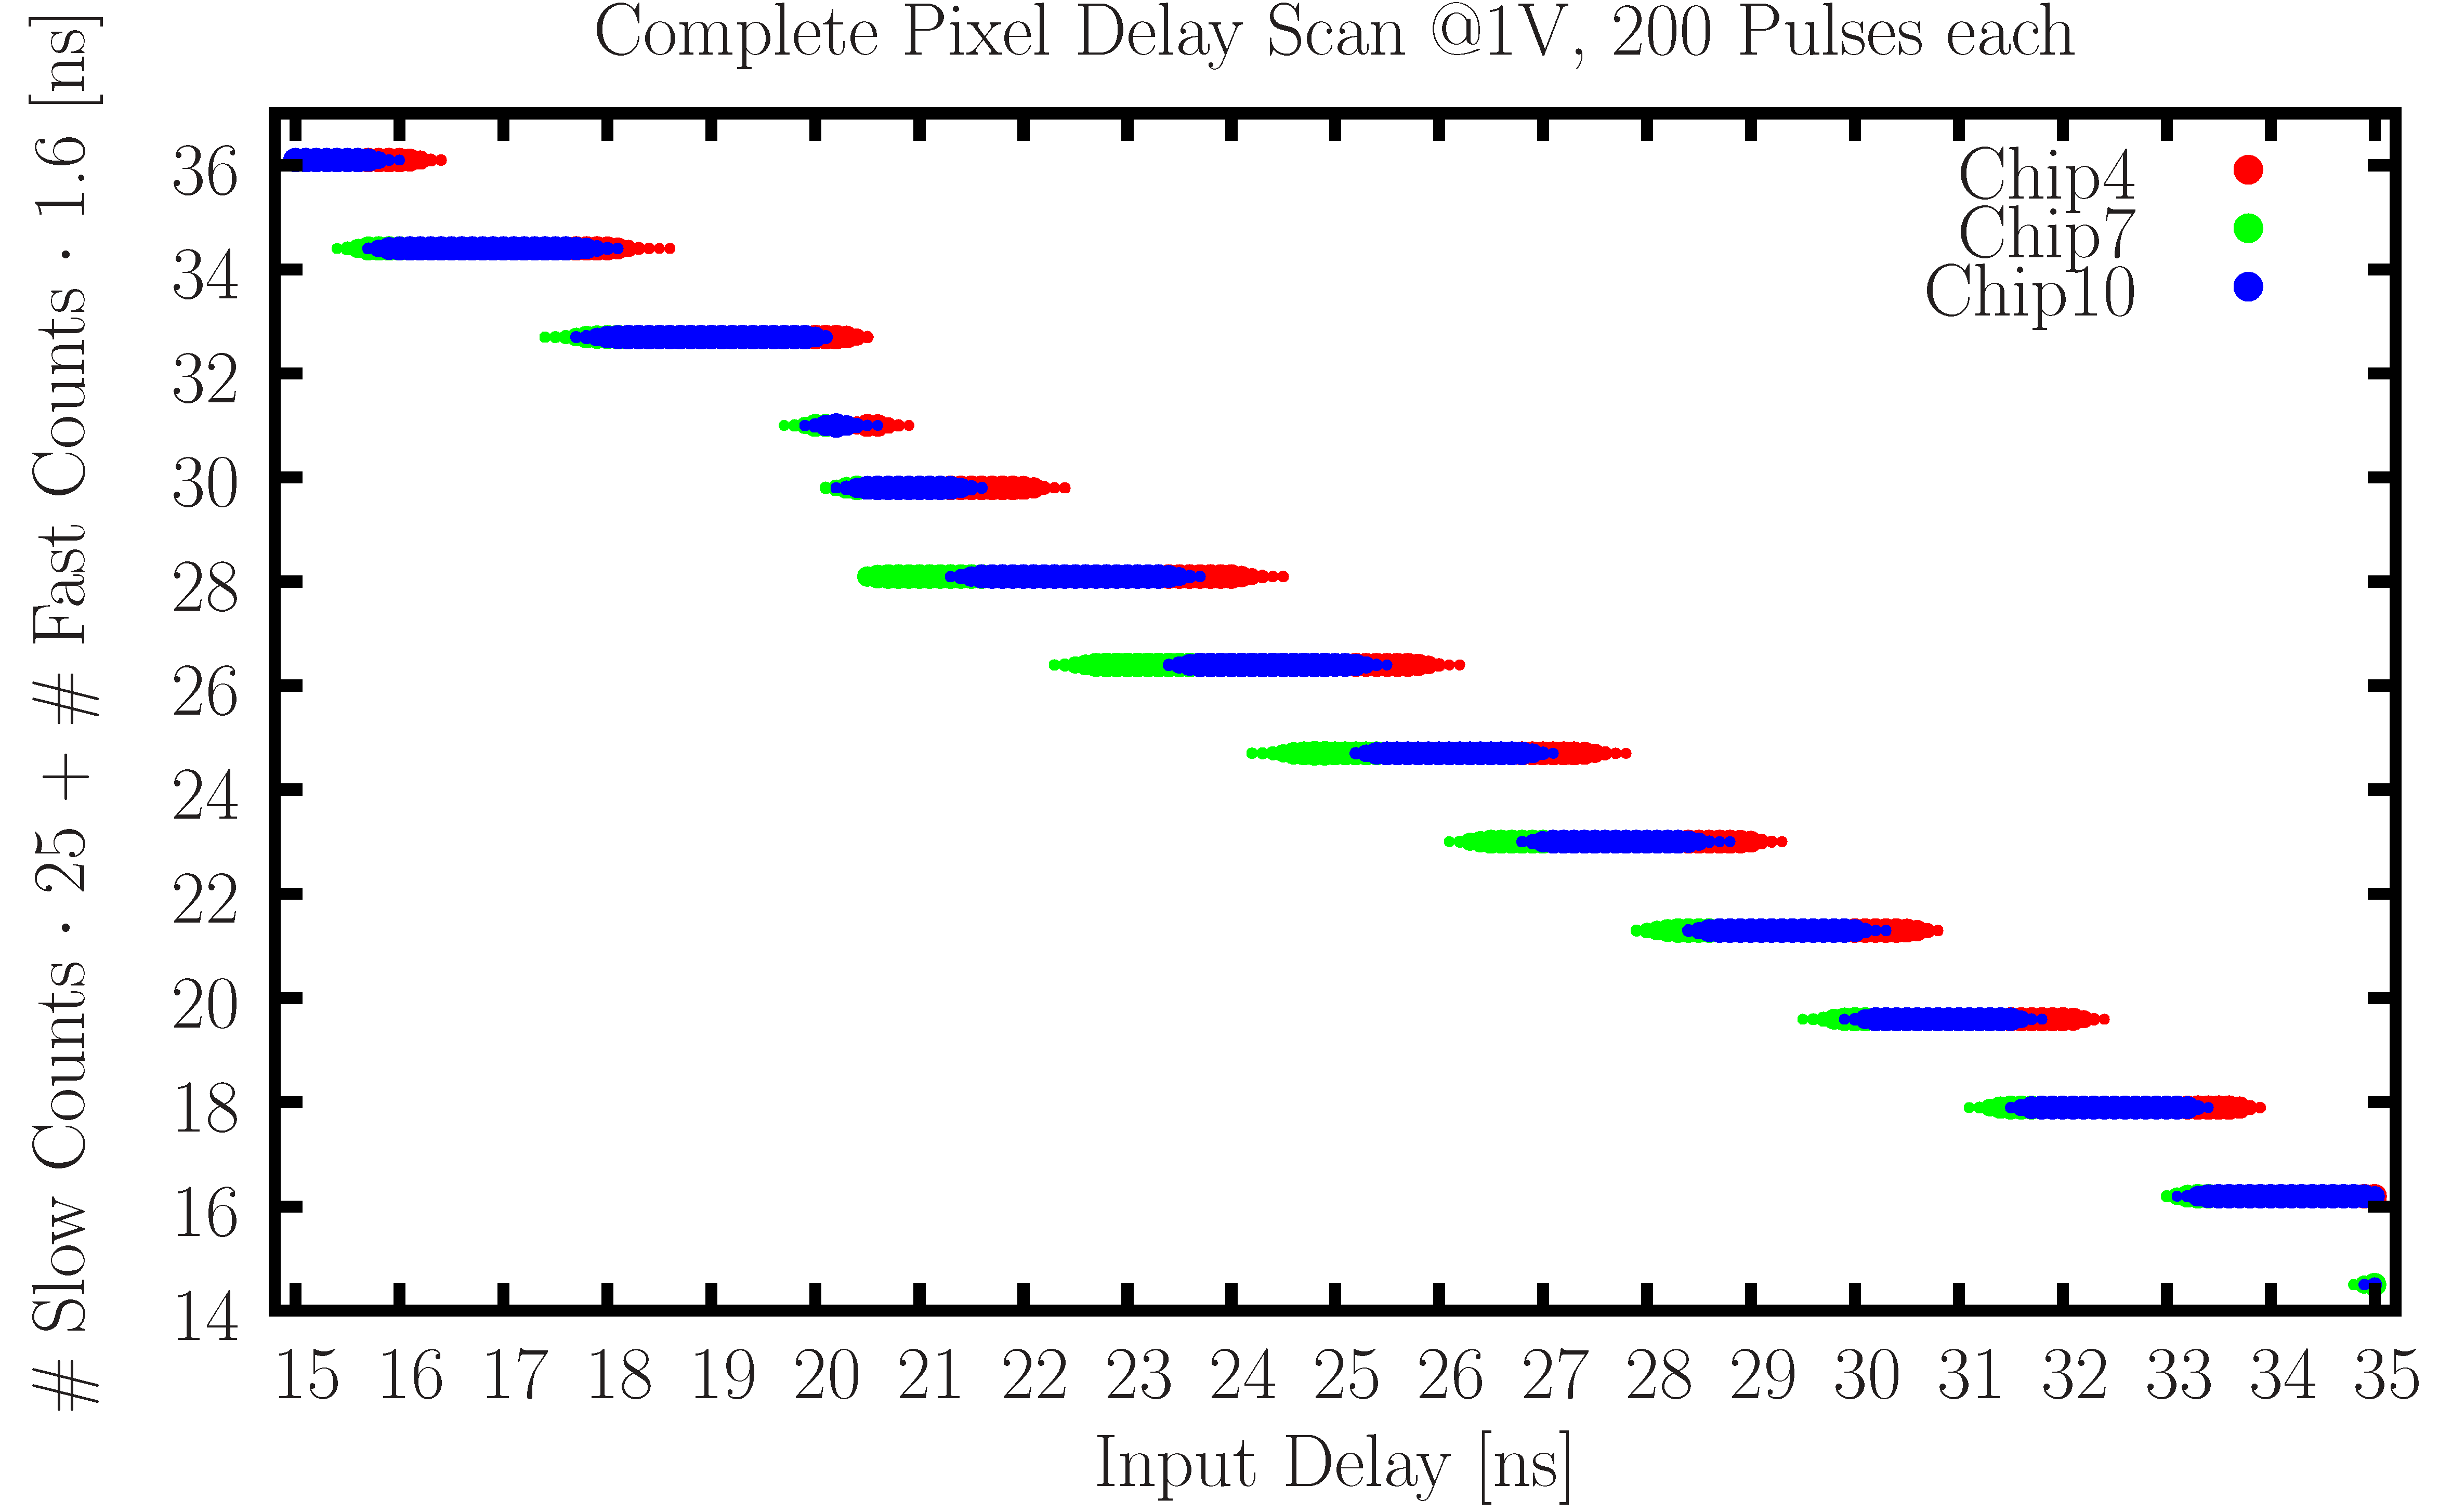 Complete Pixel Delay Scan @1V, 200 Pulses each
# Slow Counts · 25 + # Fast Counts · 1.6 [ns]
Chip4
Chip7
Chip10
36
34
32
30
28
26
24
22
20
18
16
14
15 16 17 18 19 20 21 22 23 24 25 26 27 28 29 30 31 32 33 34 35
Input Delay [ns]